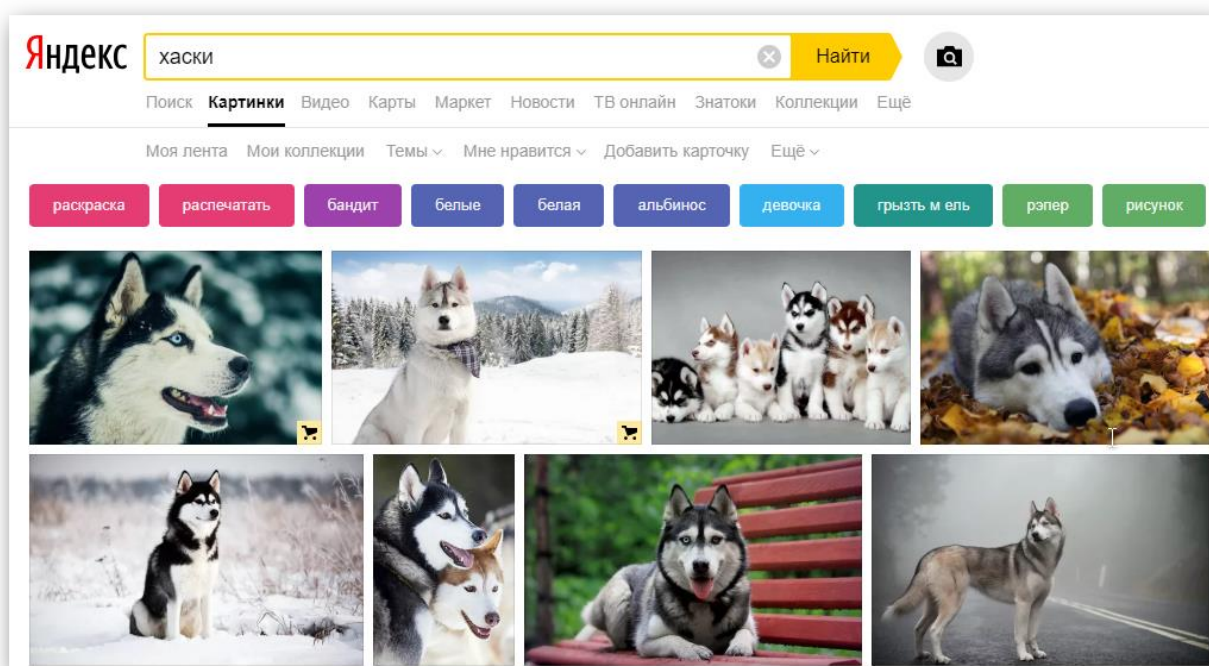 Яндекс хаски Найти
Поиск Картинки Видео Карты Маркет Новости ТВ онлайн Знатоки Коллекции Ещё
Моя лента Мои коллекции Темы Мне нравится Добавить карточку Ещё
раскраска распечатать бандит белые белая альбинос девочка грызть м ель рэпер рисунок